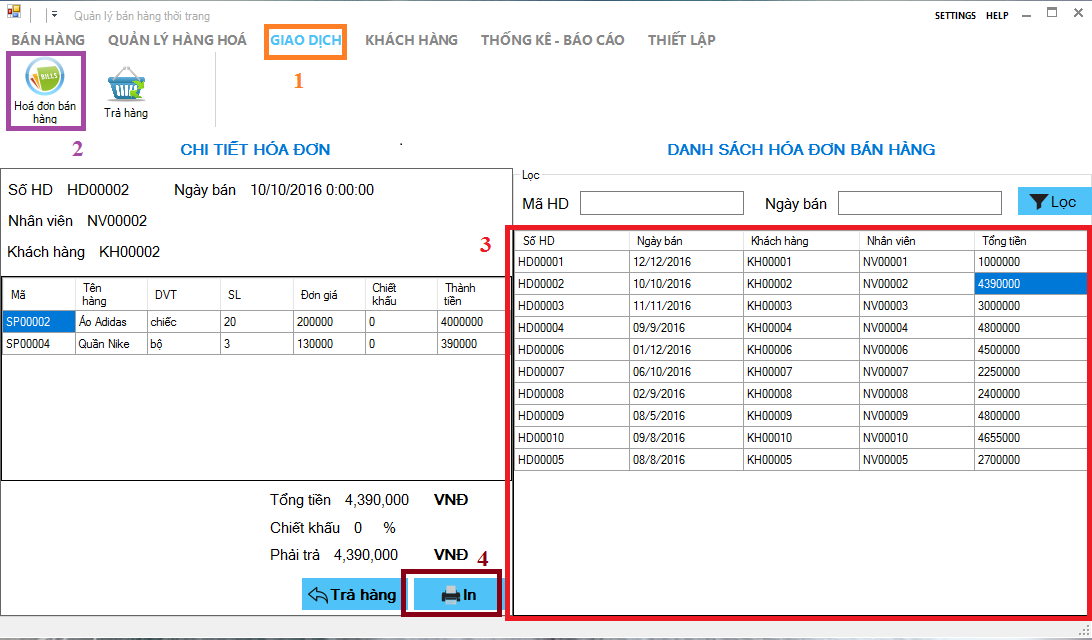 Quản lý bán hàng thời trang
SETTINGS HELP
BÁN HÀNG QUẢN LÝ HÀNG HOÁ GIAO DỊCH KHÁCH HÀNG THỐNG KÊ - BÁO CÁO THIẾT LẬP
1
BILLS
Hoá đơn bán
hàng
Trả hàng
2
CHI TIẾT HÓA ĐƠN
Số HD HD00002 Ngày bán 10/10/2016 0:00:00
Nhân viên NV00002
Khách hàng KH00002
Mã Tên hàng DVT SL Đơn giá Chiết khấu Thành tiền
SP00002 Áo Adidas chiếc 20 200000 0 4000000
SP00004 Quần Nike bộ 3 130000 0 390000
Tổng tiền 4,390,000 VNĐ
Chiết khấu 0 %
Phải trả 4,390,000 VNĐ
4
Trả hàng In
DANH SÁCH HÓA ĐƠN BÁN HÀNG
Lọc
Mã HD Ngày bán Lọc
3
Số HD Ngày bán Khách hàng Nhân viên Tổng tiền
HD00001 12/12/2016 KH00001 NV00001 1000000
HD00002 10/10/2016 KH00002 NV00002 4390000
HD00003 11/11/2016 KH00003 NV00003 3000000
HD00004 09/9/2016 KH00004 NV00004 4800000
HD00006 01/12/2016 KH00006 NV00006 4500000
HD00007 06/10/2016 KH00007 NV00007 2250000
HD00008 02/9/2016 KH00008 NV00008 2400000
HD00009 08/5/2016 KH00009 NV00009 4800000
HD00010 09/8/2016 KH00010 NV00010 4655000
HD00005 08/8/2016 KH00005 NV00005 2700000